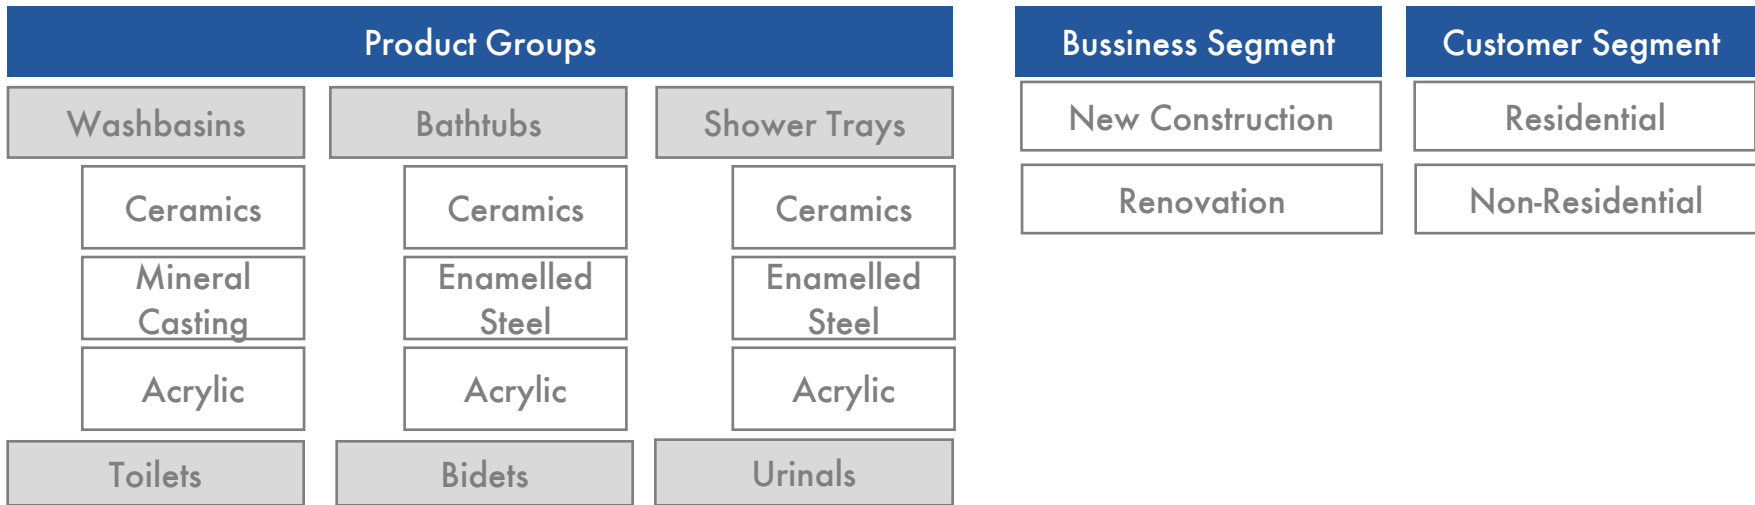 Product Groups
Bussiness Segment
Customer Segment
Washbasins
Bathtubs
Shower Trays
New Construction
Residential
Ceramics
Ceramics
Ceramics
Renovation
Non-Residential
Mineral
Casting
Enamelled
Steel
Enamelled
Steel
Acrylic
Acrylic
Acrylic
Toilets
Bidets
Urinals